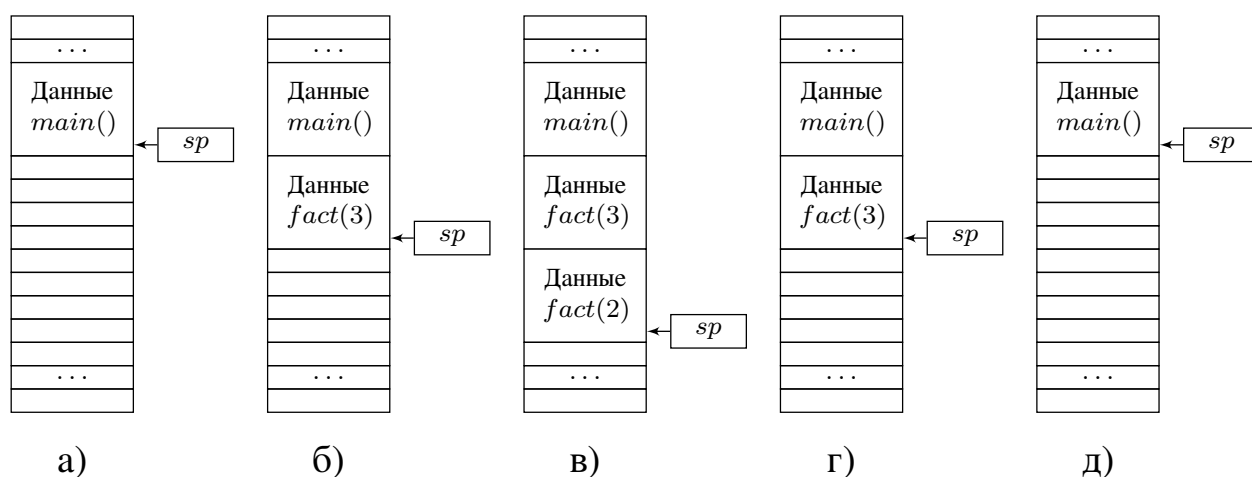 ...
Данные
main()
sp
...
а)
...
Данные
main()
Данные
fact(3)
sp
...
б)
...
Данные
main()
Данные
fact(3)
Данные
fact(2)
sp
...
в)
...
Данные
main()
Данные
fact(3)
sp
...
г)
...
Данные
main()
sp
...
д)